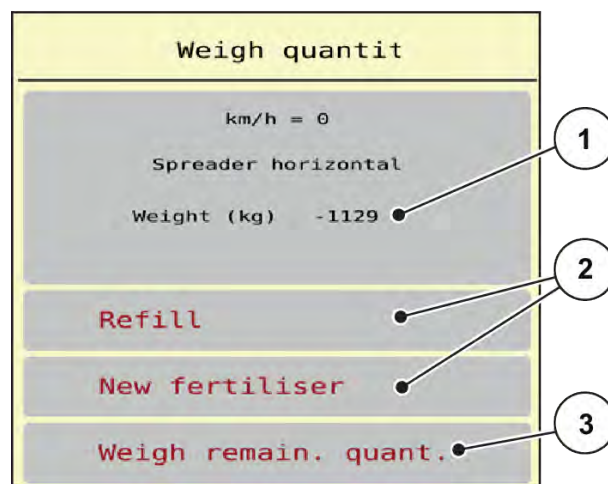 Weigh quantit
km/h = 0
Spreader horizontal
Weight (kg) -1129
1
2
Refill
New fertiliser
3
Weigh remain. quant.